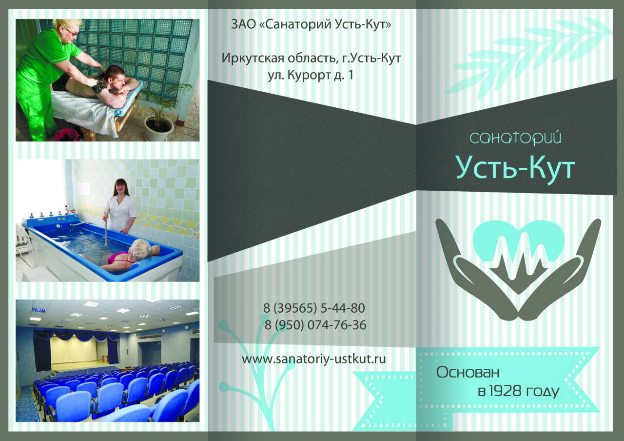 ЗАО «Санаторий Усть-Кут»
Иркутская область, г.Усть-Кут
ул. Курорт д. 1
8 (39565) 5-44-80
8 (950) 074-76-36
www.sanatoriy-ustkut.ru
санаторий
Усть-Кут
Основан
в 1928 году